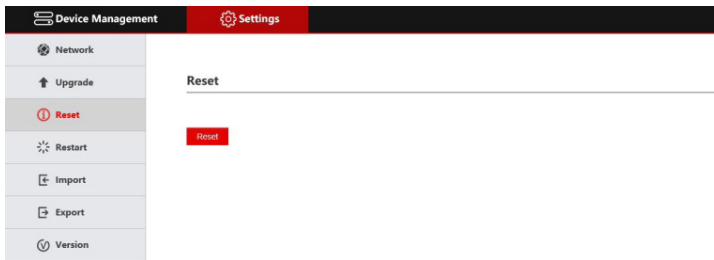 Device Management
Settings
Network
Upgrade
Reset
Restart
Import
Export
Version
Reset
Reset